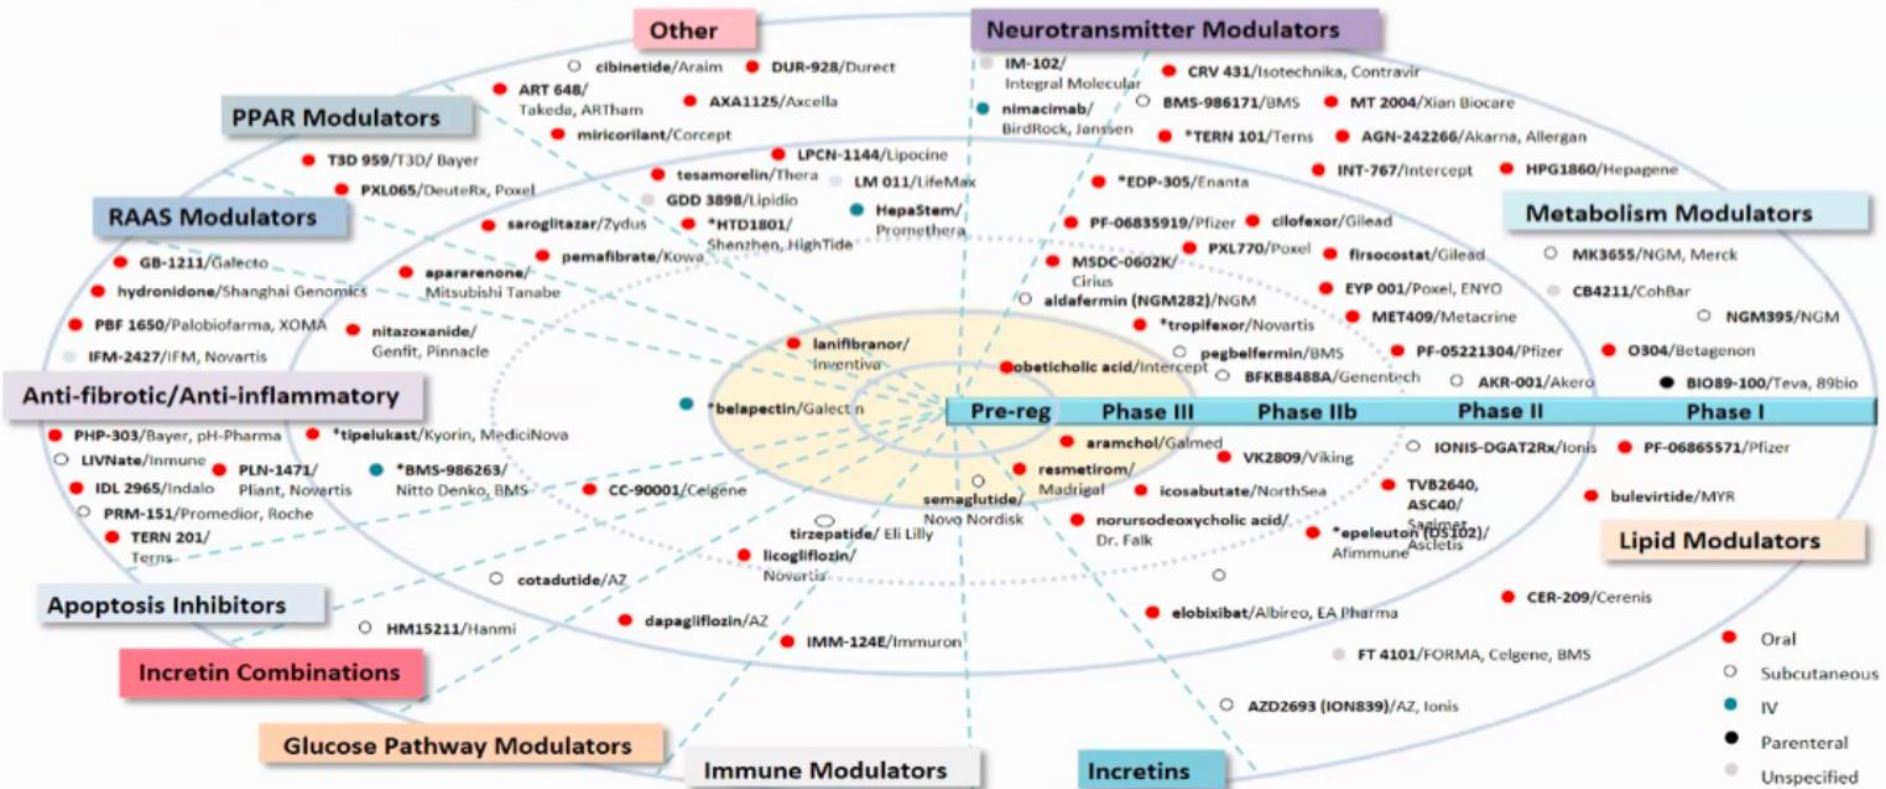 Other
Neurotransmitter Modulators
cibinetide/Araim
DUR-928/Durect
ART 648/
Takeda, ARTham
AXA1125/Axcella
miricorilant/Corcept
LPCN-1144/Lipocine
tesamorelin/Thera
LM 011/LifeMax
GDD 3898/Lipidio
HepaStem/
Promethera
*HTD1801/
Shenzhen, HighTide
IM-102/
Integral Molecular
nimacimab/
BirdRock, Janssen
CRV 431/Isotechnika, Contravir
BMS-986171/BMS
MT 2004/Xian Biocare
*TERN 101/Terns
AGN-242266/Akarna, Allergan
INT-767/Intercept
HPG1860/Hepagene
*EDP-305/Enanta
PF-06835919/Pfizer
cilofexor/Gilead
PXL770/Poxel
firsocostat/Gilead
MSDC-0602K/
Cirius
EYP 001/Poxel, ENYO
aldafermin (NGM282)/NGM
*tropifexor/Novartis
MET409/Metacrine
pegbelfermin/BMS
PF-05221304/Pfizer
obeticholic acid/Intercept
BFKB8488A/Genentech
AKR-001/Akero
Metabolism Modulators
MK3655/NGM, Merck
CB4211/CohBar
NGM395/NGM
O304/Betagenon
BIO89-100/Teva, 89bio
PPAR Modulators
T3D 959/T3D/ Bayer
PXL065/DeuteRx, Poxel
saroglitazar/Zydus
pemafibrate/Kowa
lanifibranor/
Inventiva
RAAS Modulators
GB-1211/Galecto
hydronidone/Shanghai Genomics
PBF 1650/Palobiofarma, XOMA
IFM-2427/IFM, Novartis
apararenone/
Mitsubishi Tanabe
nitazoxanide/
Genfit, Pinnacle
Anti-fibrotic/Anti-inflammatory
*belapectin/Galectin
Pre-reg
Phase III
Phase IIb
Phase II
Phase I
PHP-303/Bayer, pH-Pharma
*tipelukast/Kyorin, MediciNova
LIVNate/Inmune
PLN-1471/
Pliant, Novartis
*BMS-986263/
Nitto Denko, BMS
IDL 2965/Indalo
PRM-151/Promedior, Roche
TERN 201/
Terns
CC-90001/Celgene
aramchol/Galmed
resmetirom/
Madrigal
VK2809/Viking
IONIS-DGAT2Rx/Ionis
PF-06865571/Pfizer
icosabutate/NorthSea
TVB2640,
ASC40/
Sagimet,
Ascletis
bulevirtide/MYR
norursodeoxycholic acid/
Dr. Falk
*epeleuton (DS102)/
Afimmune
Lipid Modulators
semaglutide/
Novo Nordisk
tirzepatide/ Eli Lilly
licogliflozin/
Novartis
Apoptosis Inhibitors
cotadutide/AZ
HM15211/Hanmi
dapagliflozin/AZ
IMM-124E/Immuron
elobixibat/Albireo, EA Pharma
CER-209/Cerenis
FT 4101/FORMA, Celgene, BMS
AZD2693 (ION839)/AZ, Ionis
Incretin Combinations
Glucose Pathway Modulators
Immune Modulators
Incretins
Oral
Subcutaneous
IV
Parenteral
Unspecified